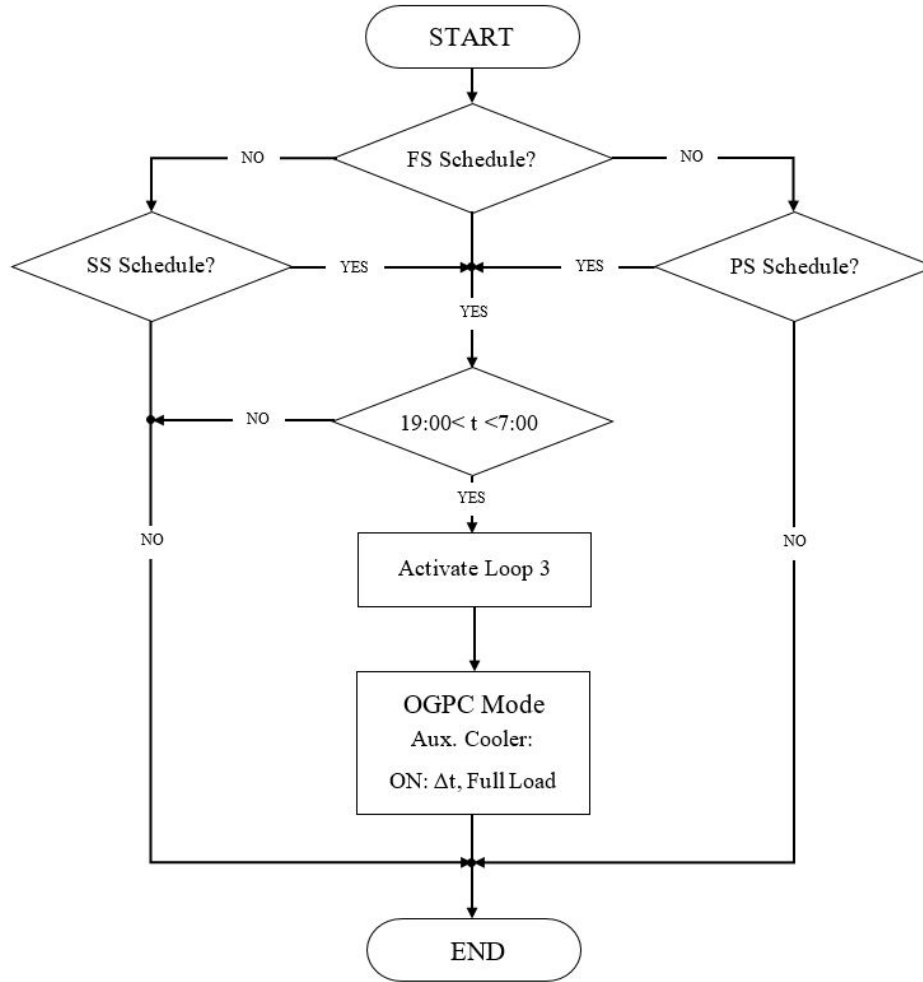 START
FS Schedule?
NO
NO
SS Schedule?
YES
YES
PS Schedule?
YES
19:00< t <7:00
NO
YES
NO
NO
Activate Loop 3
OGPC Mode
Aux. Cooler:
ON: Δt, Full Load
END